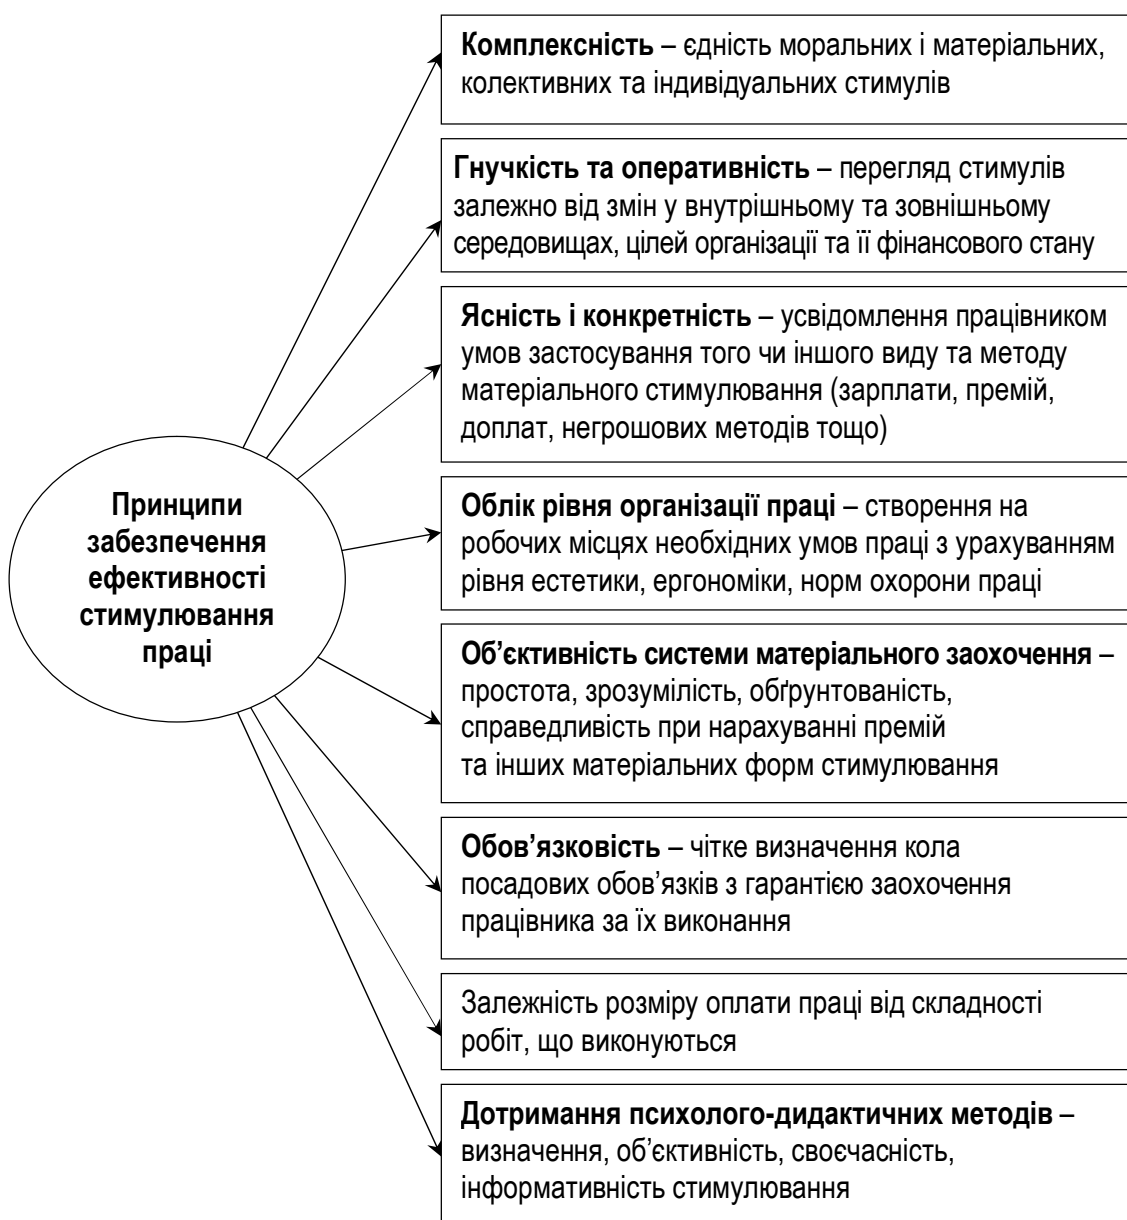 Комплексність – єдність моральних і матеріальних,
колективних та індивідуальних стимулів
Гнучкість та оперативність – перегляд стимулів
залежно від змін у внутрішньому та зовнішньому
середовищах, цілей організації та її фінансового стану
Ясність і конкретність – усвідомлення працівником
умов застосування того чи іншого виду та методу
матеріального стимулювання (зарплати, премій,
доплат, негрошових методів тощо)
Принципи
забезпечення
ефективності
стимулювання
праці
Облік рівня організації праці – створення на
робочих місцях необхідних умов праці з урахуванням
рівня естетики, ергономіки, норм охорони праці
Об’єктивність системи матеріального заохочення –
простота, зрозумілість, обґрунтованість,
справедливість при нарахуванні премій
та інших матеріальних форм стимулювання
Обов’язковість – чітке визначення кола
посадових обов’язків з гарантією заохочення
працівника за їх виконання
Залежність розміру оплати праці від складності
робіт, що виконуються
Дотримання психолого-дидактичних методів –
визначення, об’єктивність, своєчасність,
інформативність стимулювання